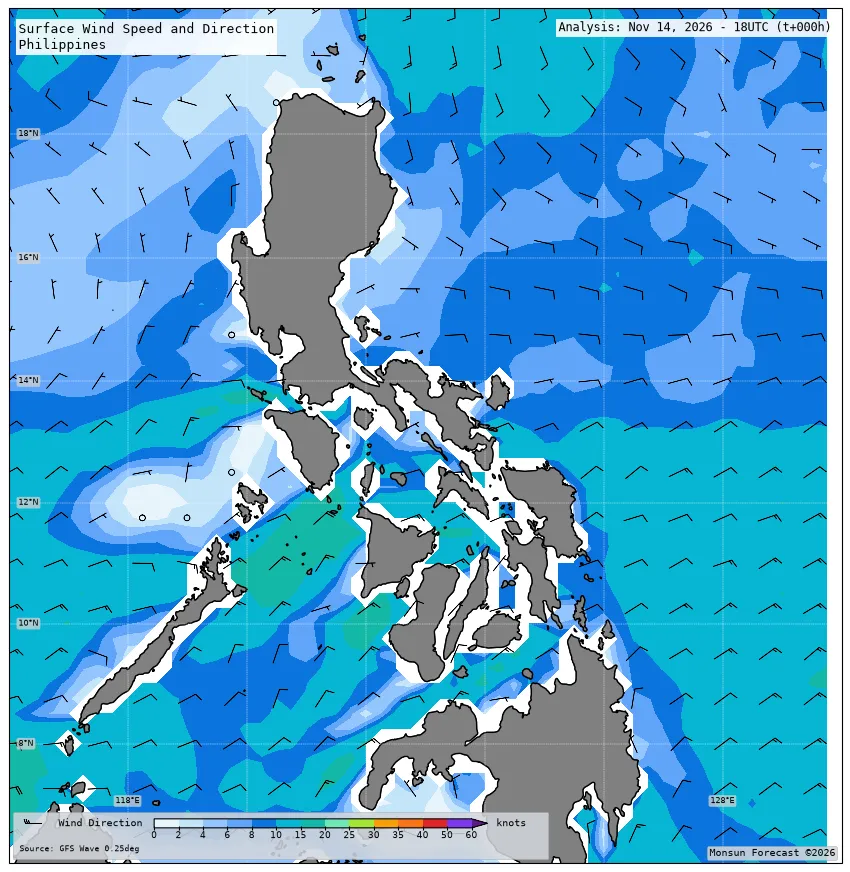 Surface Wind Speed and Direction
Philippines
Analysis: Nov 14, 2026 - 18UTC (t+000h)
18°N
16°N
14°N
12°N
10°N
8°N
118°E
128°E
Wind Direction
0 2 4 6 8 10 15 20 25 30 35 40 50 60
knots
Source: GFS Wave 0.25deg
Monsun Forecast ©2026